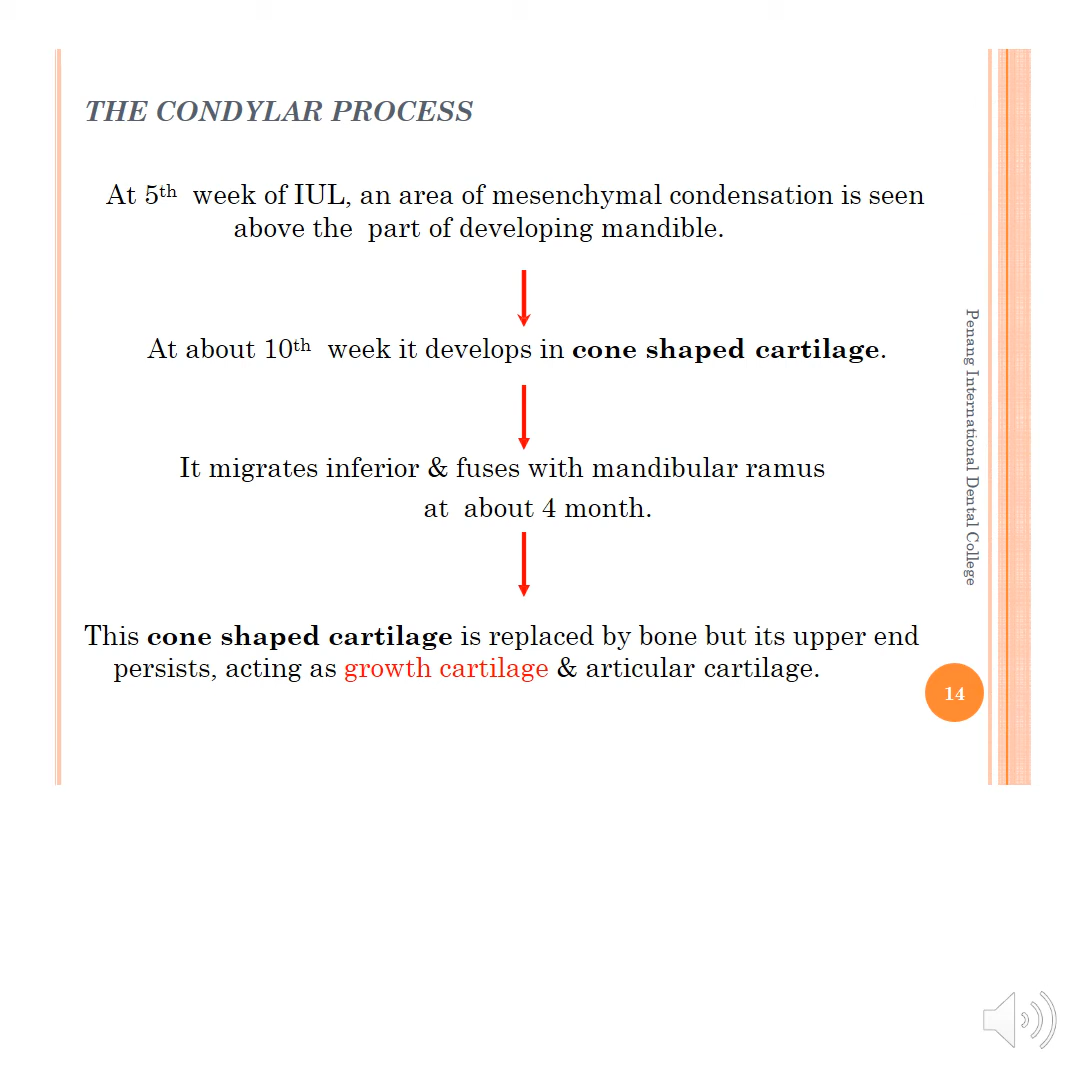 THE CONDYLAR PROCESS
At 5th week of IUL, an area of mesenchymal condensation is seen
above the part of developing mandible.
At about 10th week it develops in cone shaped cartilage.
It migrates inferior & fuses with mandibular ramus
at about 4 month.
This cone shaped cartilage is replaced by bone but its upper end
persists, acting as growth cartilage & articular cartilage.
Penang International Dental College
14